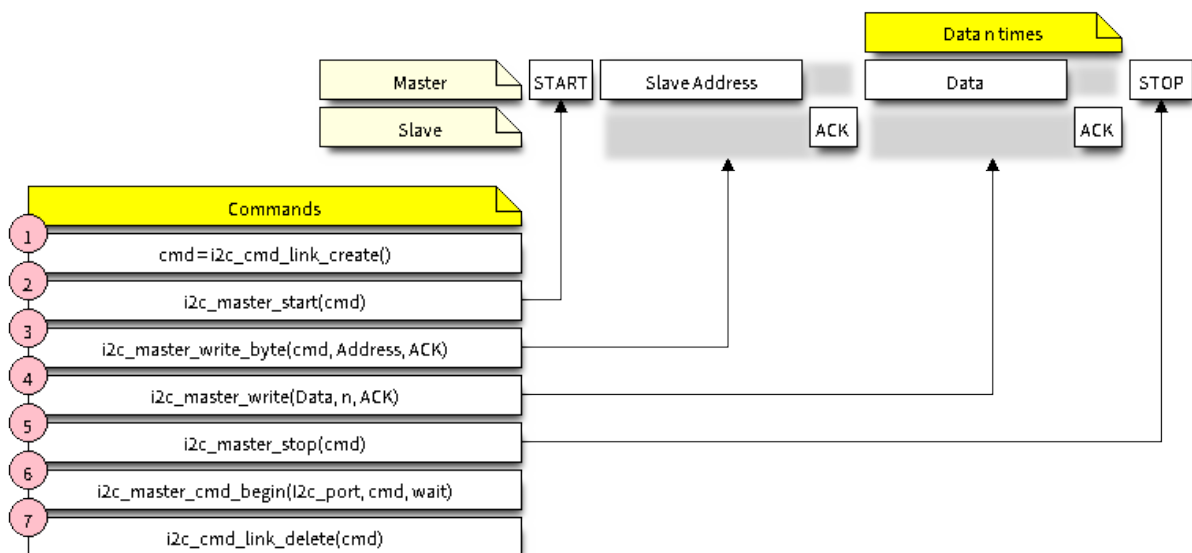 Data n times
Master START Slave Address Data STOP
Slave ACK ACK
Commands
1
cmd=i2c_cmd_link_create()
2
i2c_master_start(cmd)
3
i2c_master_write_byte(cmd, Address, ACK)
4
i2c_master_write(Data, n, ACK)
5
i2c_master_stop(cmd)
6
i2c_master_cmd_begin(I2c_port, cmd, wait)
7
i2c_cmd_link_delete(cmd)